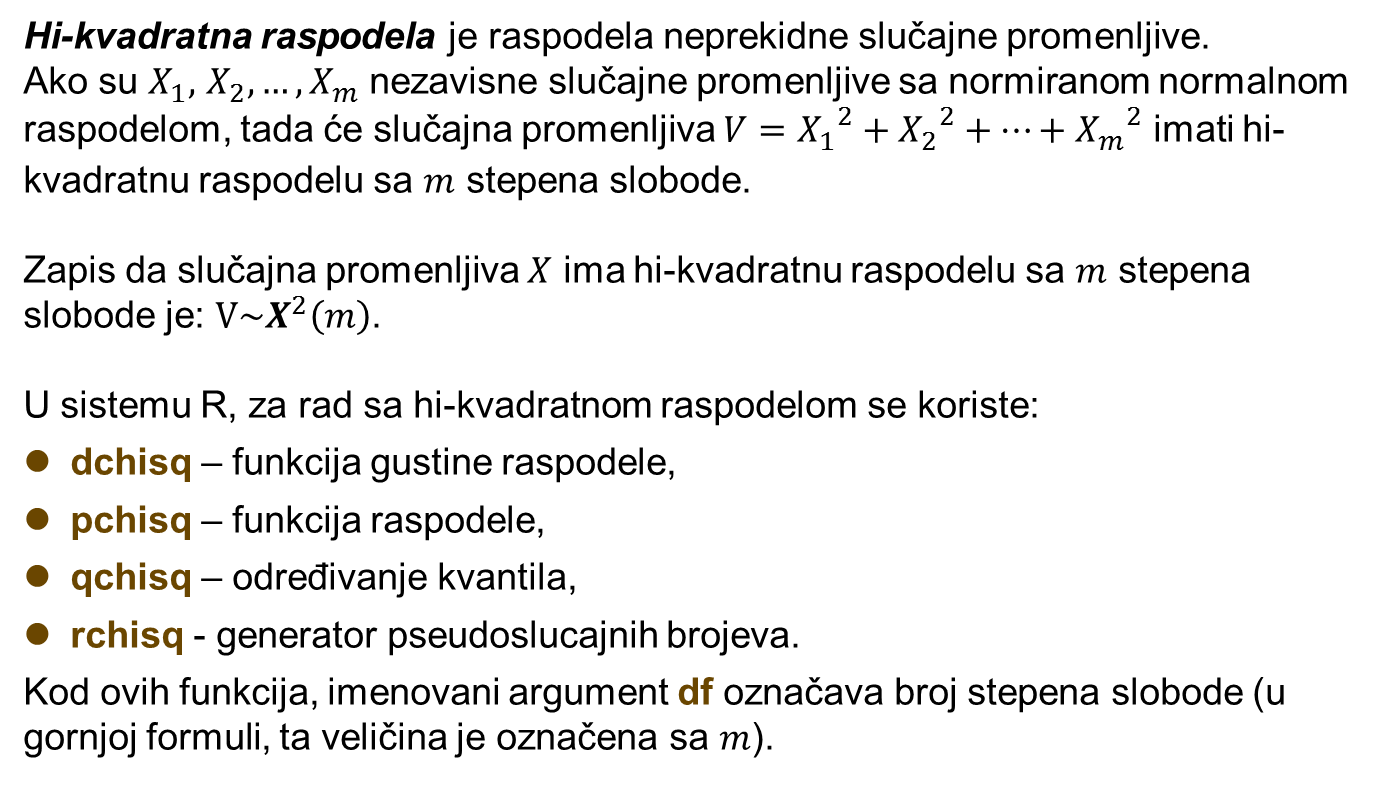 Hi-kvadratna raspodela je raspodela neprekidne slučajne promenljive.
Ako su X₁, X₂, … , Xₘ nezavisne slučajne promenljive sa normiranom normalnom
raspodelom, tada će slučajna promenljiva V = X₁² + X₂² + ⋯ + Xₘ² imati hi-
kvadratnu raspodelu sa m stepena slobode.
Zapis da slučajna promenljiva X ima hi-kvadratnu raspodelu sa m stepena
slobode je: V~X²(m).
U sistemu R, za rad sa hi-kvadratnom raspodelom se koriste:
● dchisq – funkcija gustine raspodele,
● pchisq – funkcija raspodele,
● qchisq – određivanje kvantila,
● rchisq - generator pseudoslucajnih brojeva.
Kod ovih funkcija, imenovani argument df označava broj stepena slobode (u
gornjoj formuli, ta veličina je označena sa m).